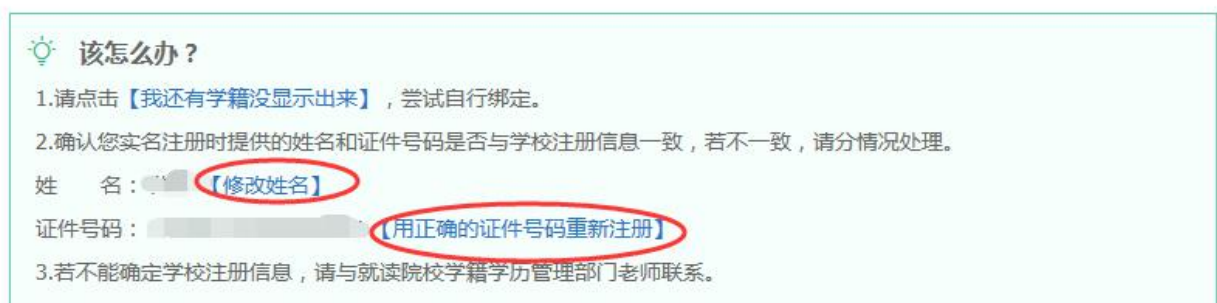 该怎么办？
1.请点击【我还有学籍没显示出来】，尝试自行绑定。
2.确认您实名注册时提供的姓名和证件号码是否与学校注册信息一致，若不一致，请分情况处理。
姓 名：【修改姓名】
证件号码：【用正确的证件号码重新注册】
3.若不能确定学校注册信息，请与就读院校学籍学历管理部门老师联系。